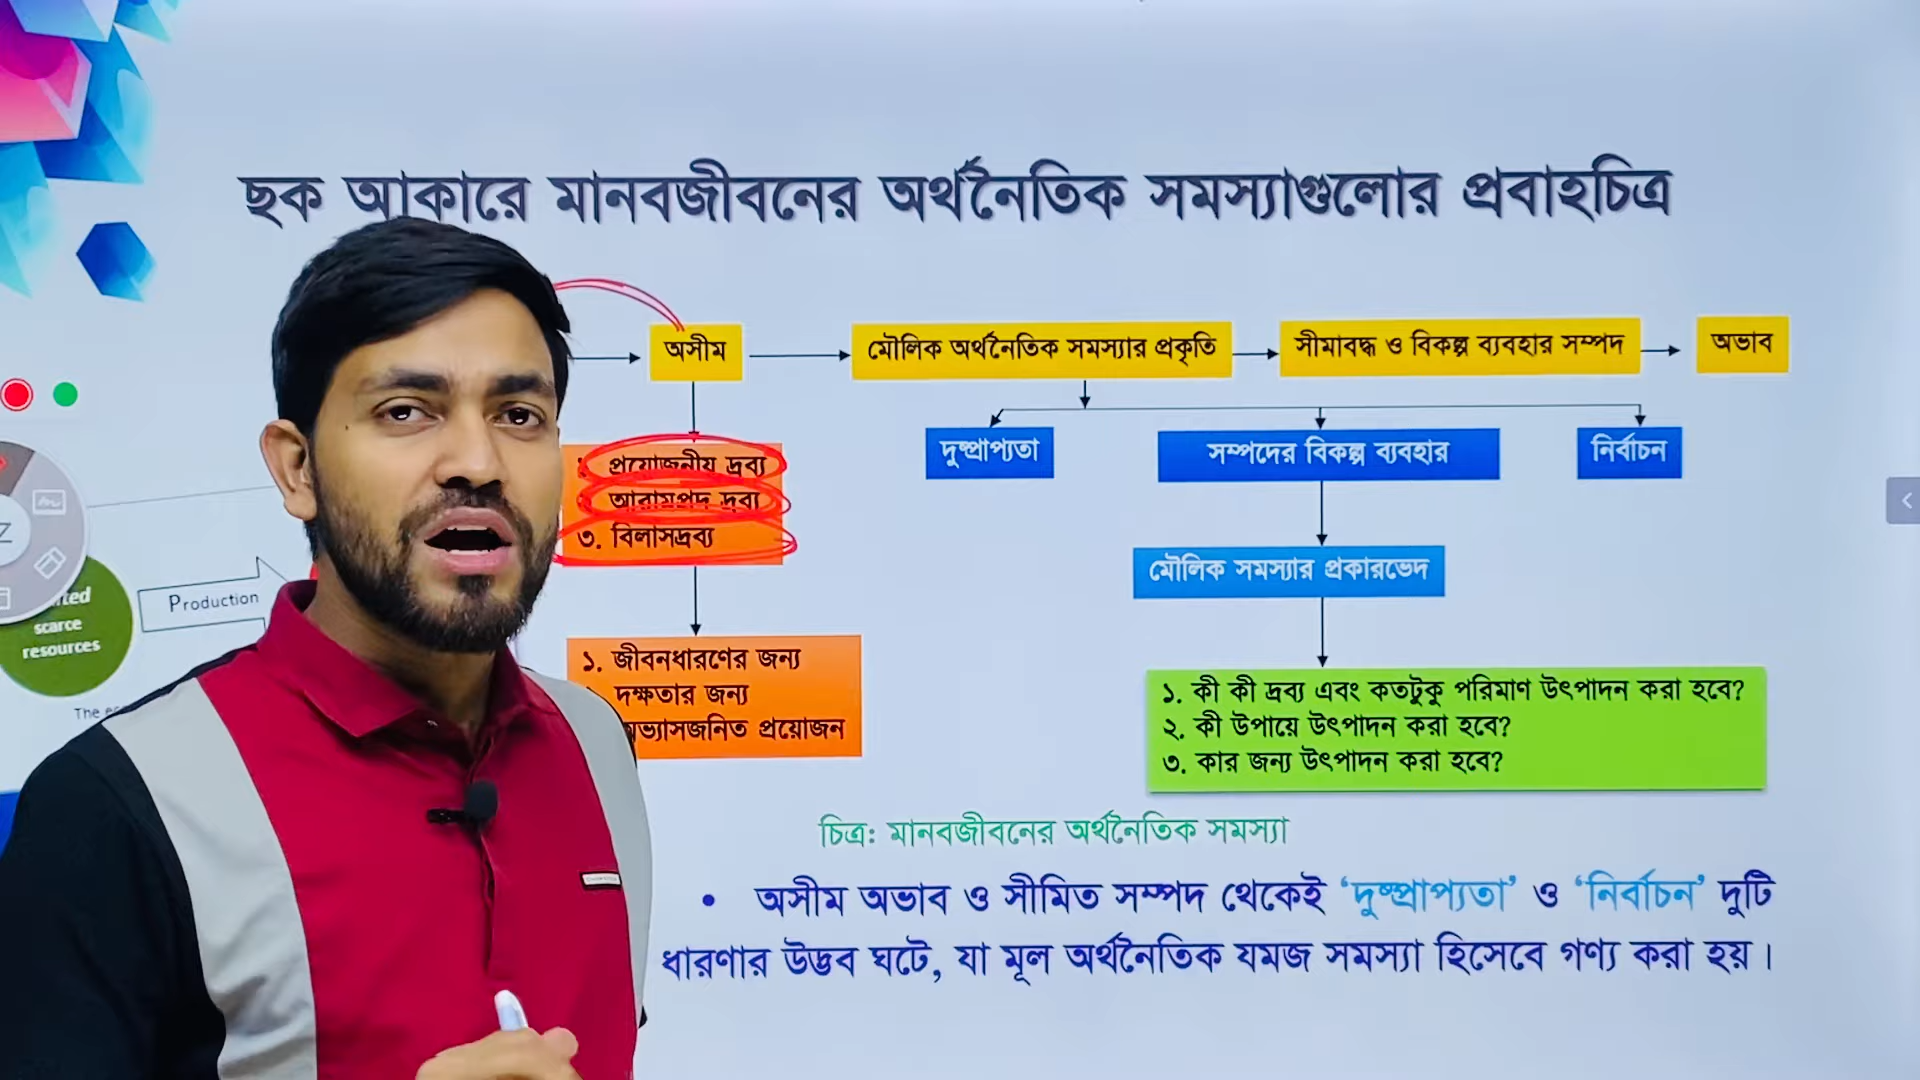 ছক আকারে মানবজীবনের অর্থনৈতিক সমস্যাগুলোর প্রবাহচিত্র
অসীম
মৌলিক অর্থনৈতিক সমস্যার প্রকৃতি
সীমাবদ্ধ ও বিকল্প ব্যবহার সম্পদ
অভাব
প্রয়োজনীয় দ্রব্য
আরামপ্রদ দ্রব্য
৩. বিলাসদ্রব্য
দুষ্প্রাপ্যতা
সম্পদের বিকল্প ব্যবহার
নির্বাচন
মৌলিক সমস্যার প্রকারভেদ
Production
scarce
resources
The
১. জীবনধারণের জন্য
দক্ষতার জন্য
অভ্যাসজনিত প্রয়োজন
১. কী কী দ্রব্য এবং কতটুকু পরিমাণ উৎপাদন করা হবে?
২. কী উপায়ে উৎপাদন করা হবে?
৩. কার জন্য উৎপাদন করা হবে?
চিত্র: মানবজীবনের অর্থনৈতিক সমস্যা
• অসীম অভাব ও সীমিত সম্পদ থেকেই ‘দুষ্প্রাপ্যতা’ ও ‘নির্বাচন’ দুটি
ধারণার উদ্ভব ঘটে, যা মূল অর্থনৈতিক যমজ সমস্যা হিসেবে গণ্য করা হয়।